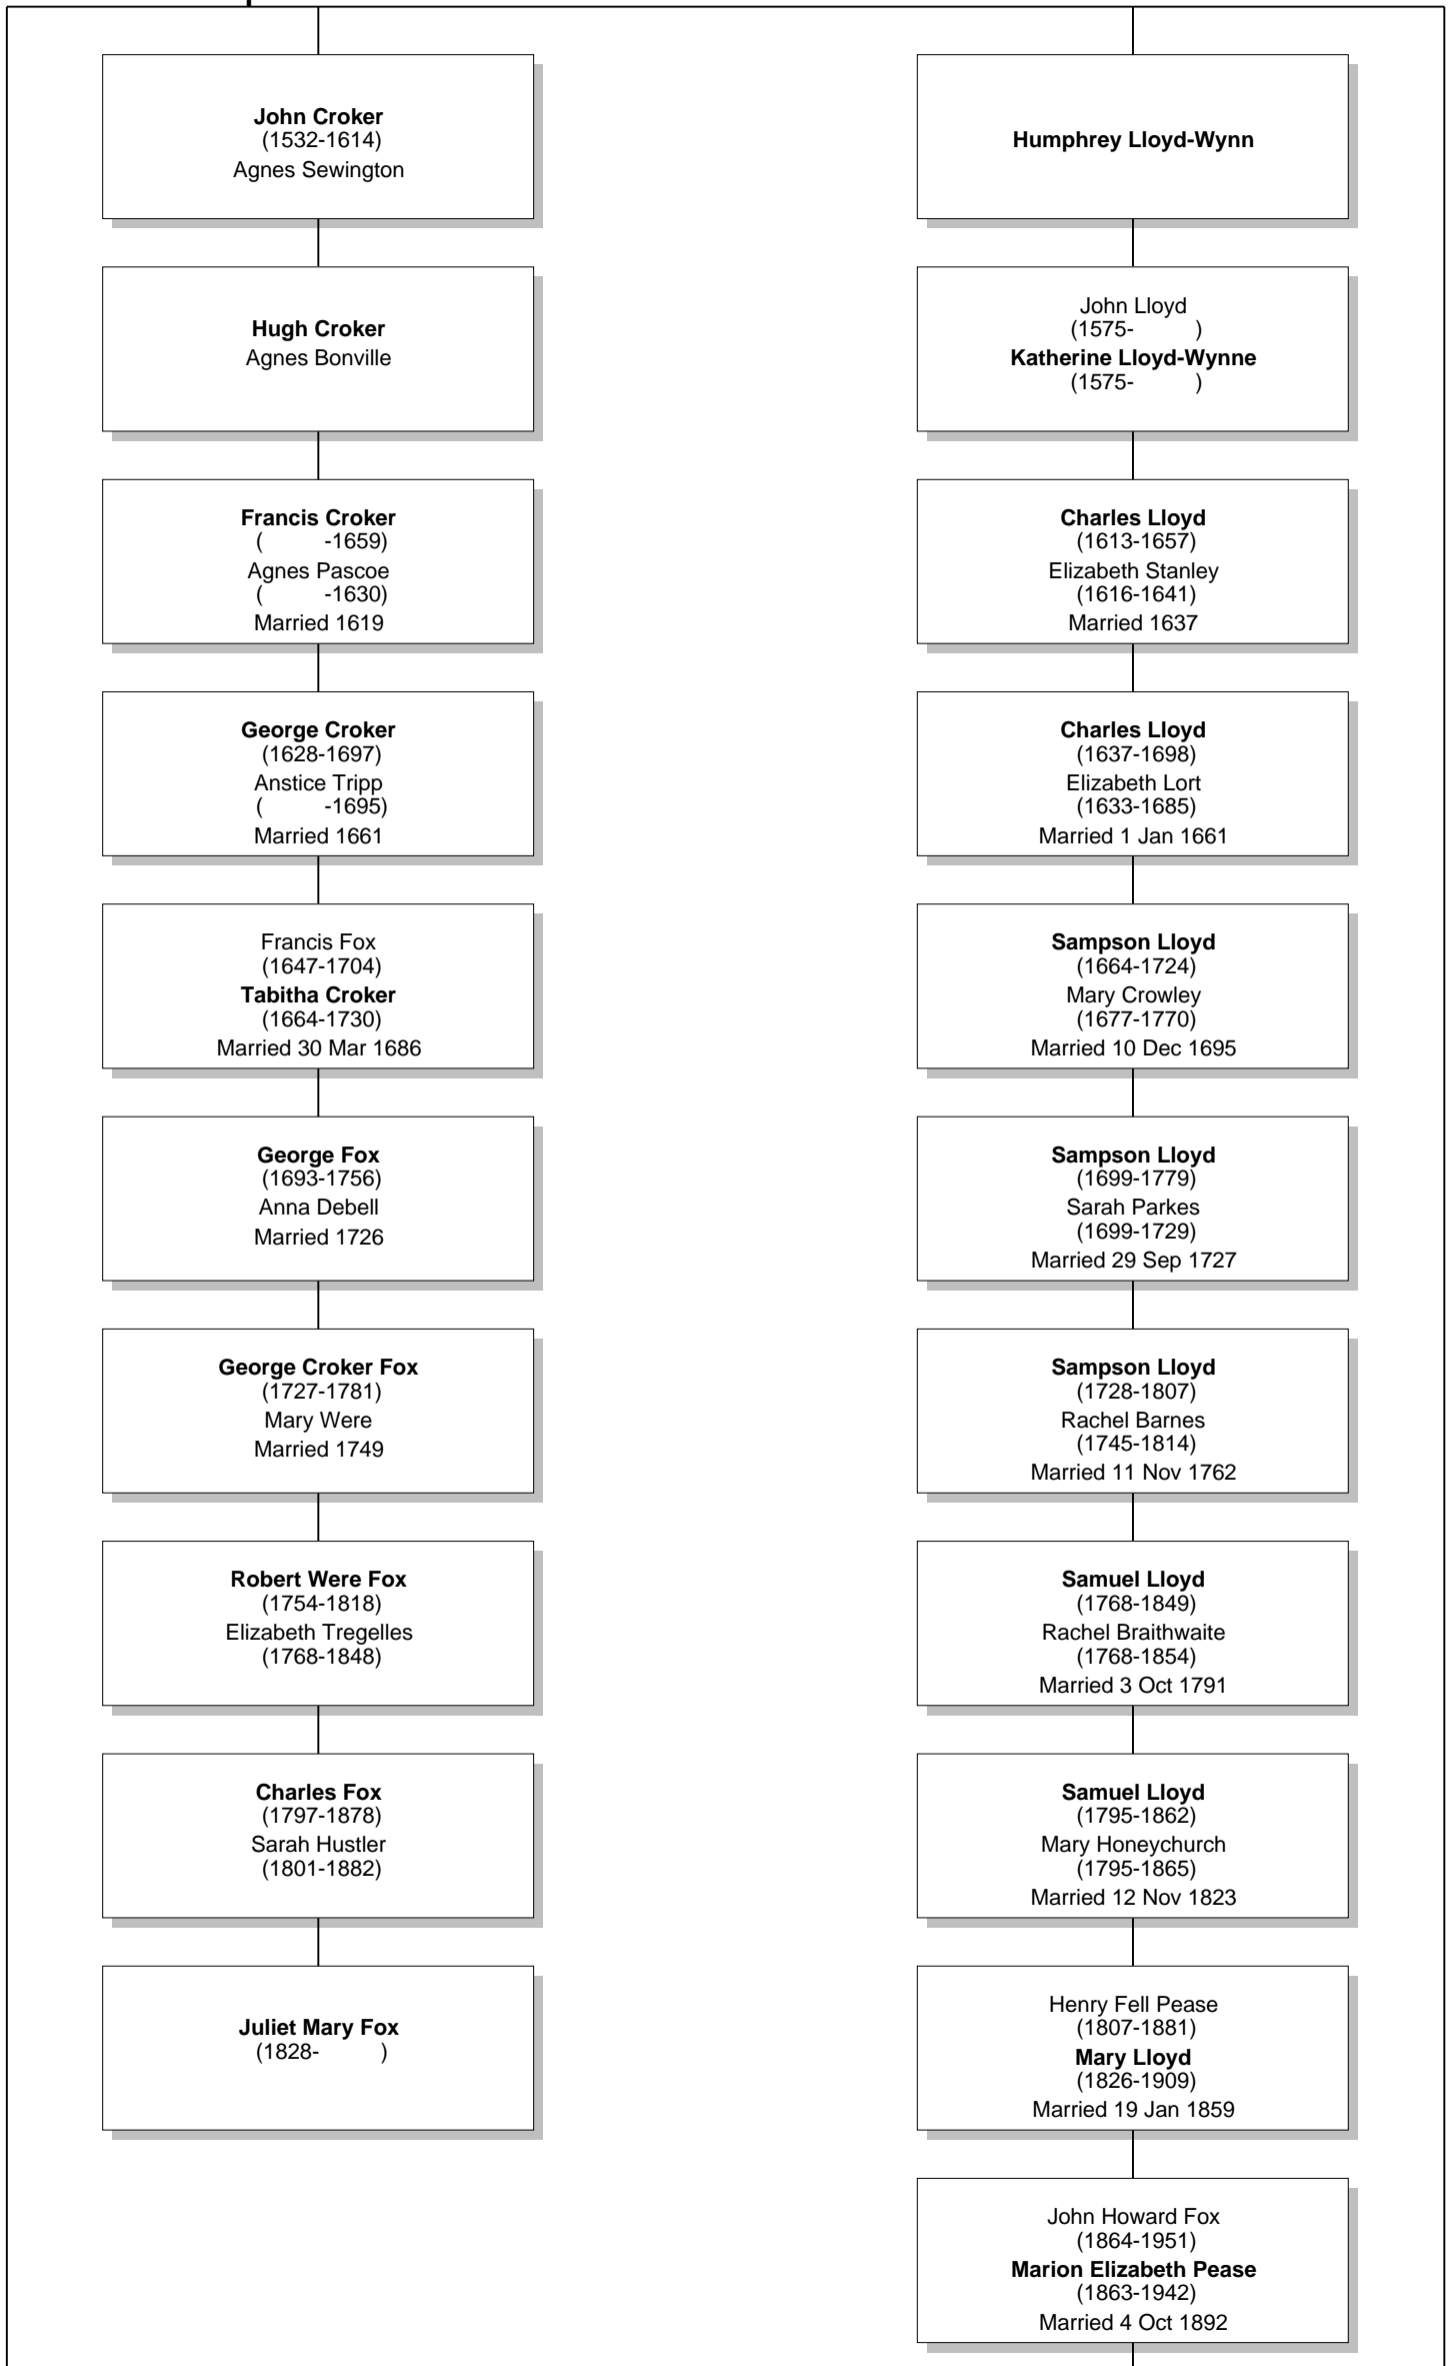 John Croker
(1532-1614)
Agnes Sewington
Hugh Croker
Agnes Bonville
Francis Croker
( -1659)
Agnes Pascoe
( -1630)
Married 1619
George Croker
(1628-1697)
Anstice Tripp
( -1695)
Married 1661
Francis Fox
(1647-1704)
Tabitha Croker
(1664-1730)
Married 30 Mar 1686
George Fox
(1693-1756)
Anna Debell
Married 1726
George Croker Fox
(1727-1781)
Mary Were
Married 1749
Robert Were Fox
(1754-1818)
Elizabeth Tregelles
(1768-1848)
Charles Fox
(1797-1878)
Sarah Hustler
(1801-1882)
Juliet Mary Fox
(1828- )
Humphrey Lloyd-Wynn
John Lloyd
(1575- )
Katherine Lloyd-Wynne
(1575- )
Charles Lloyd
(1613-1657)
Elizabeth Stanley
(1616-1641)
Married 1637
Charles Lloyd
(1637-1698)
Elizabeth Lort
(1633-1685)
Married 1 Jan 1661
Sampson Lloyd
(1664-1724)
Mary Crowley
(1677-1770)
Married 10 Dec 1695
Sampson Lloyd
(1699-1779)
Sarah Parkes
(1699-1729)
Married 29 Sep 1727
Sampson Lloyd
(1728-1807)
Rachel Barnes
(1745-1814)
Married 11 Nov 1762
Samuel Lloyd
(1768-1849)
Rachel Braithwaite
(1768-1854)
Married 3 Oct 1791
Samuel Lloyd
(1795-1862)
Mary Honeychurch
(1795-1865)
Married 12 Nov 1823
Henry Fell Pease
(1807-1881)
Mary Lloyd
(1826-1909)
Married 19 Jan 1859
John Howard Fox
(1864-1951)
Marion Elizabeth Pease
(1863-1942)
Married 4 Oct 1892